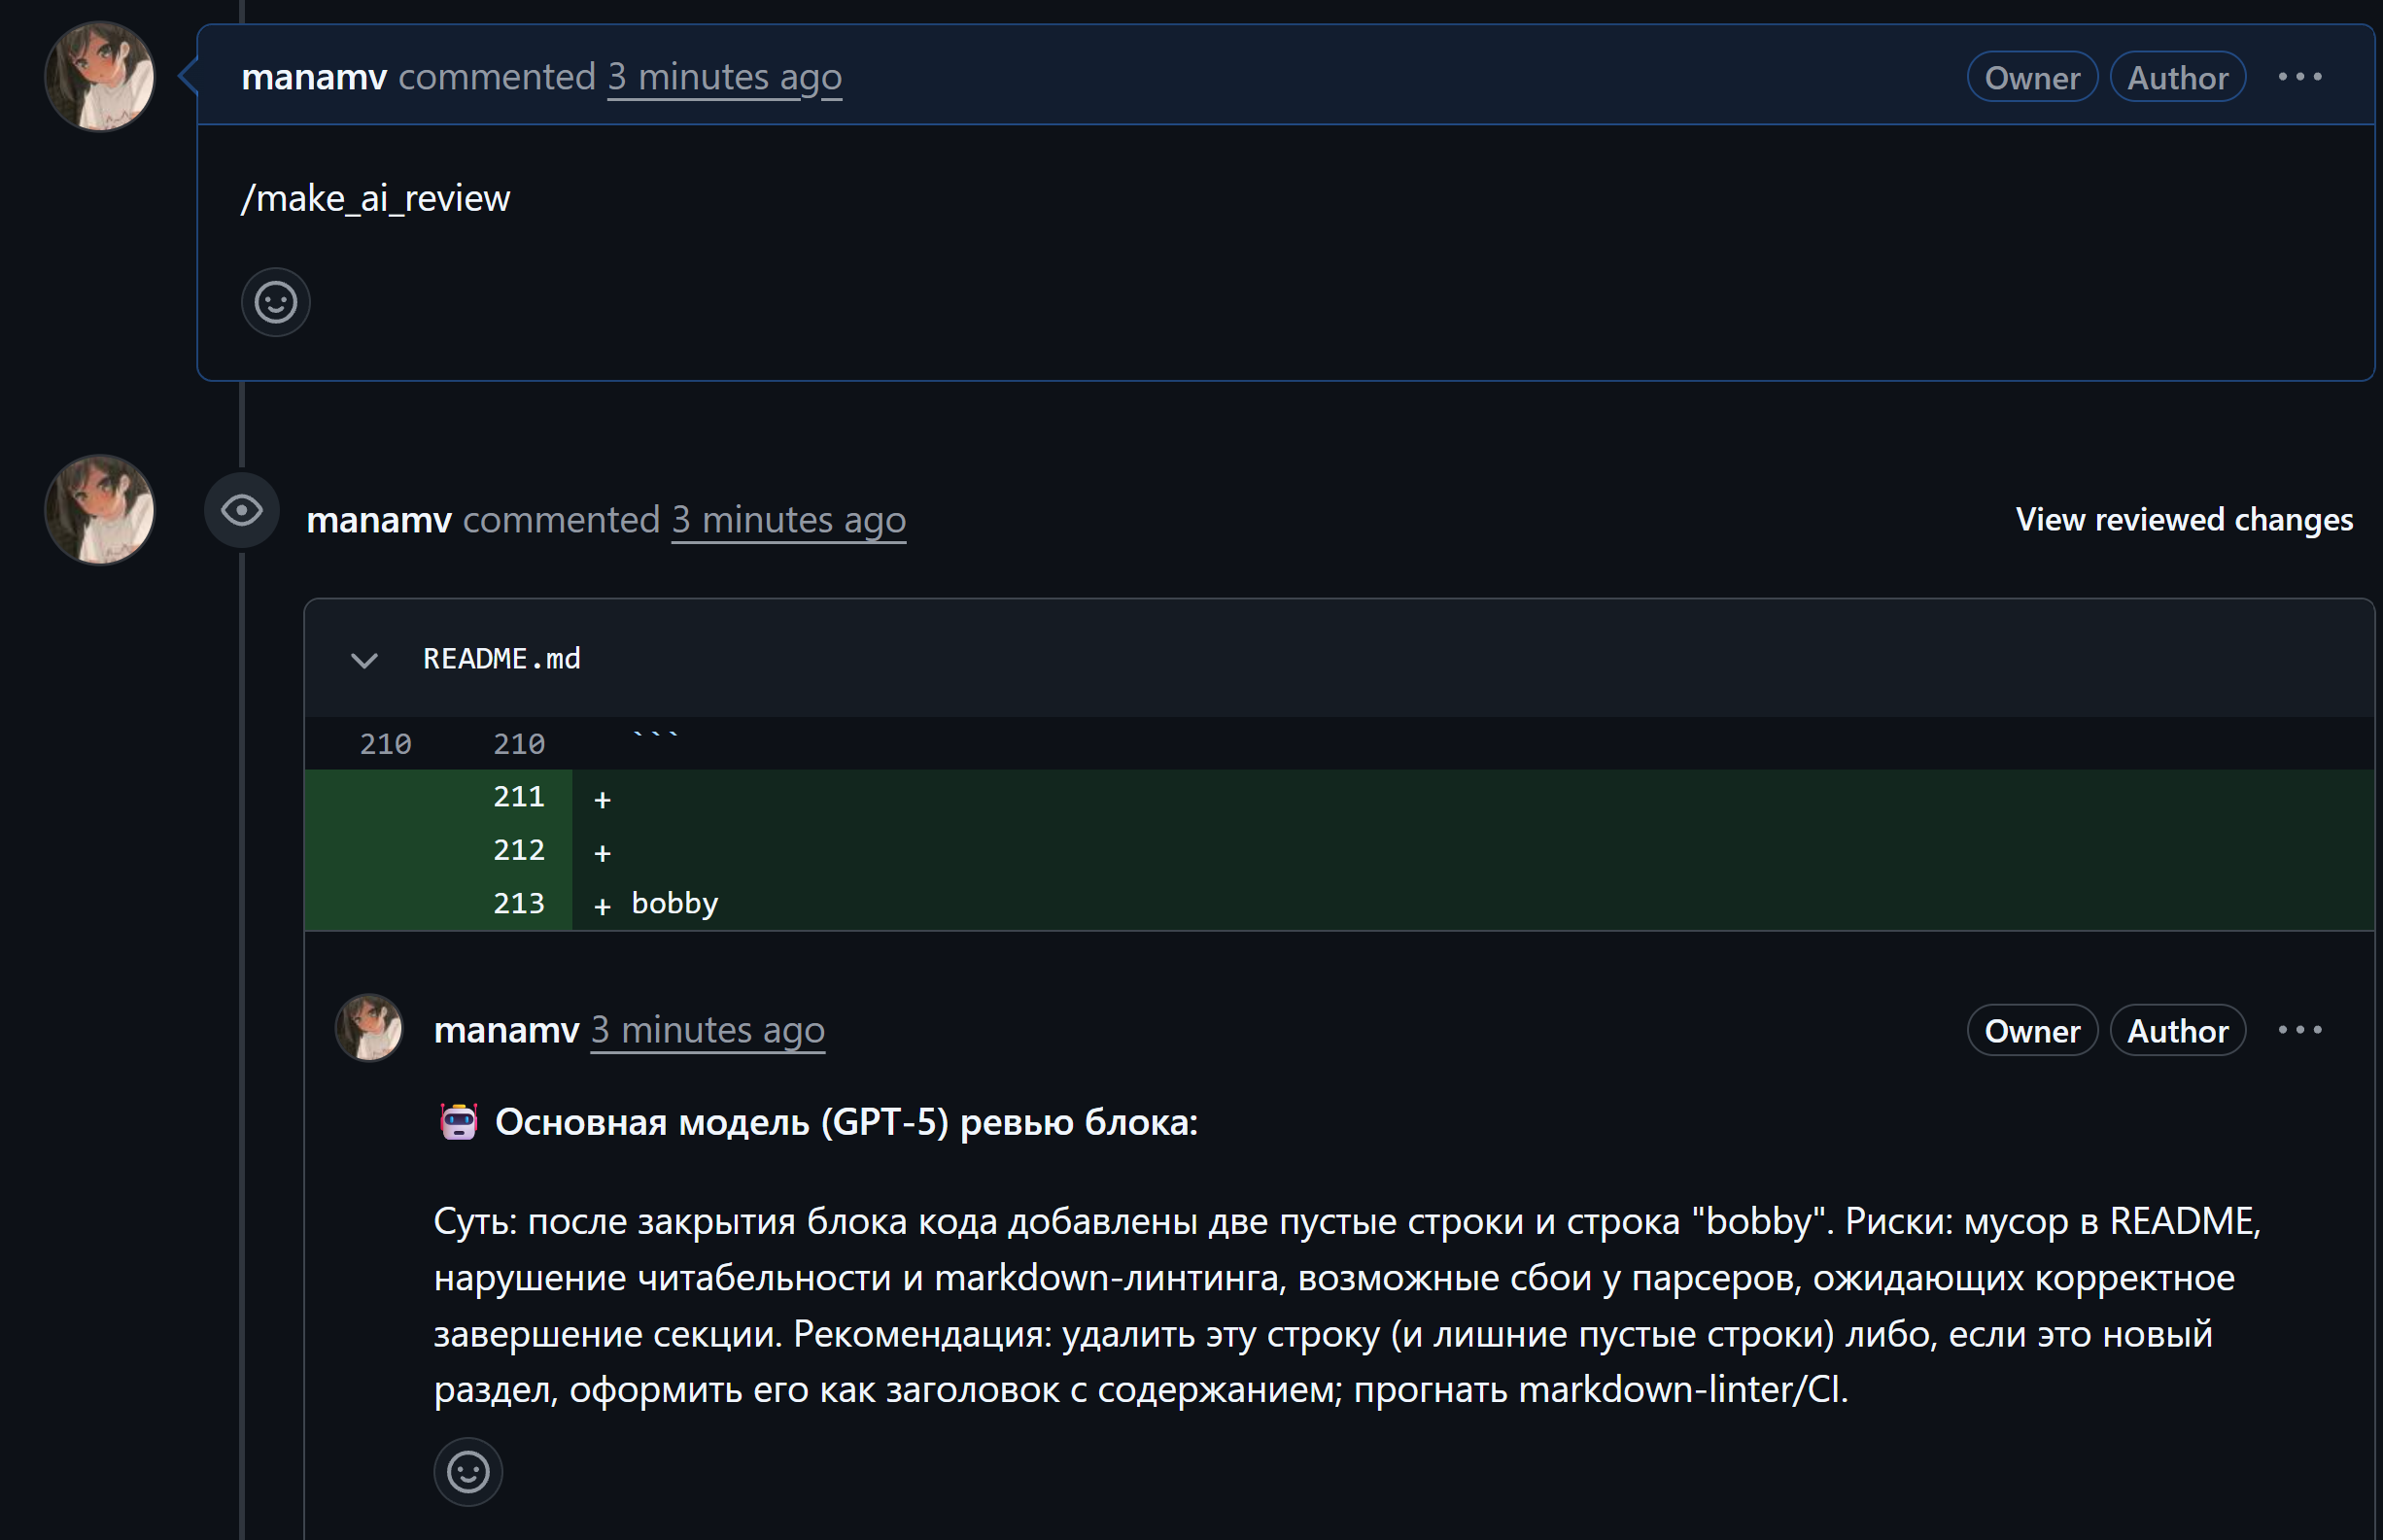 manamv commented 3 minutes ago Owner Author
/make_ai_review
manamv commented 3 minutes ago View reviewed changes
README.md
210 210 ```
211 +
212 +
213 + bobby
manamv 3 minutes ago Owner Author
🤖 Основная модель (GPT-5) ревью блока:
Суть: после закрытия блока кода добавлены две пустые строки и строка "bobby". Риски: мусор в README,
нарушение читабельности и markdown-линтинга, возможные сбои у парсеров, ожидающих корректное
завершение секции. Рекомендация: удалить эту строку (и лишние пустые строки) либо, если это новый
раздел, оформить его как заголовок с содержанием; прогнать markdown-linter/CI.